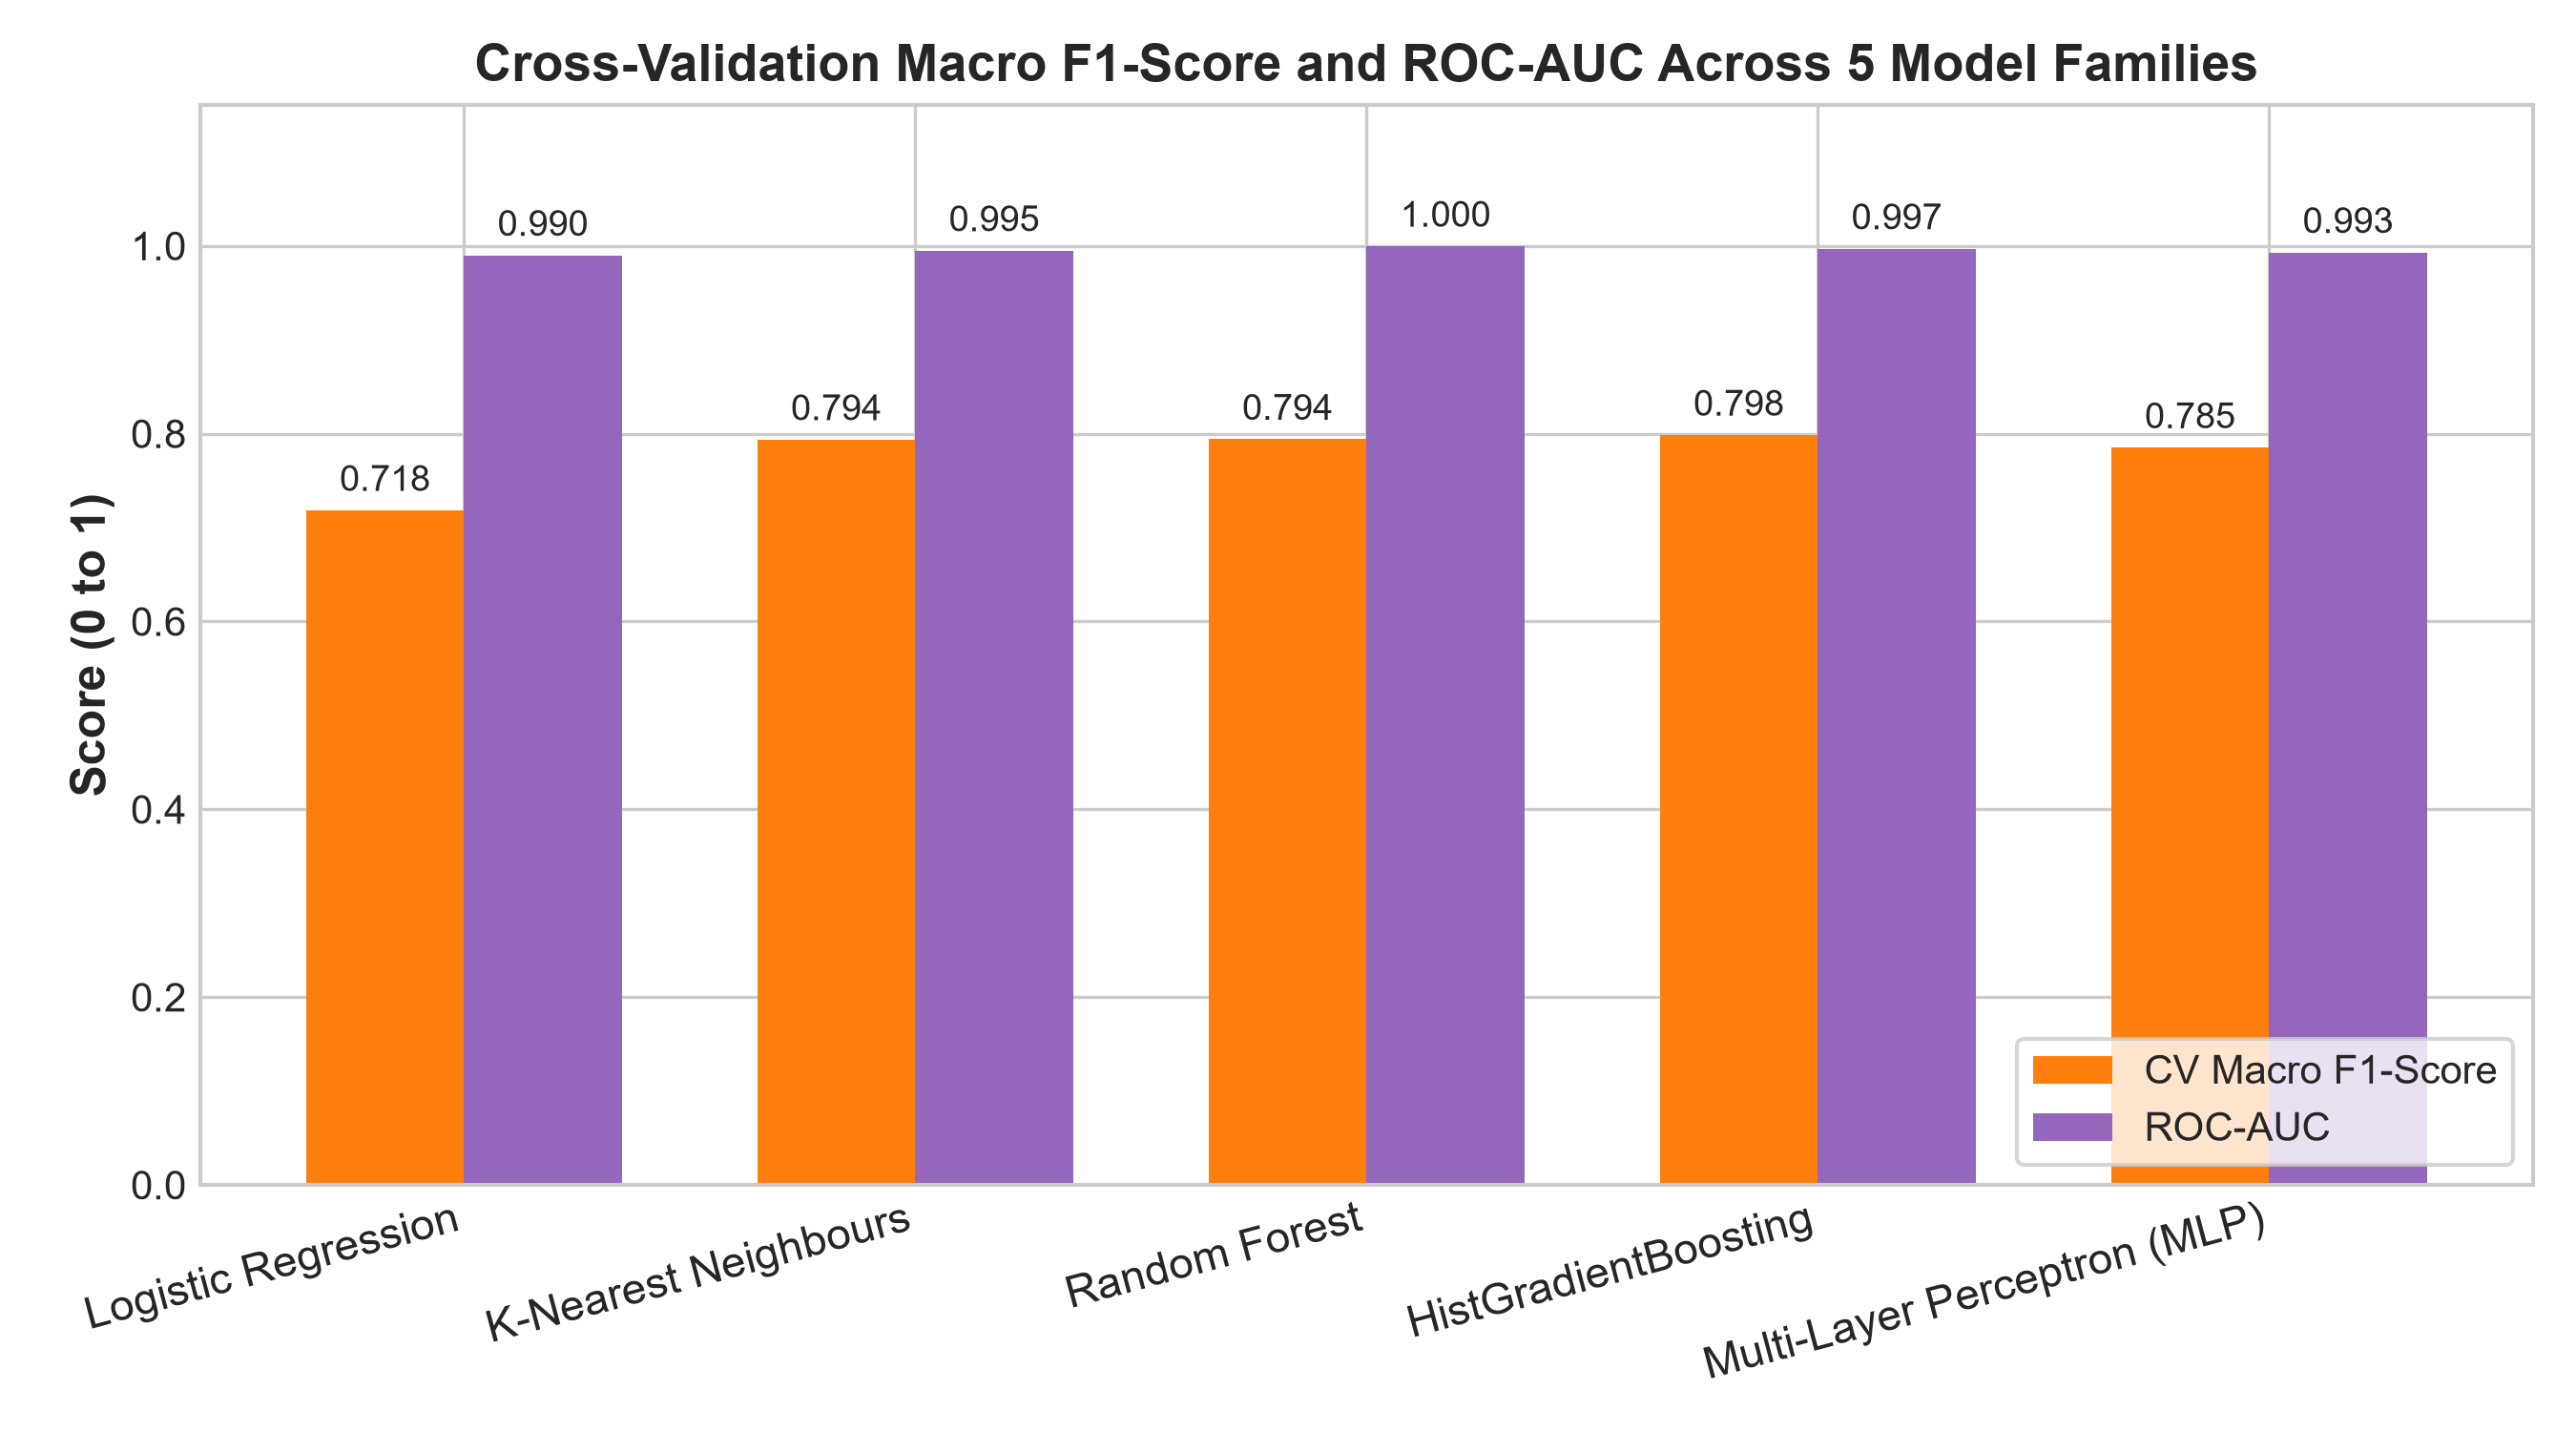 Cross-Validation Macro F1-Score and ROC-AUC Across 5 Model Families
Score (0 to 1)
1.0
0.8
0.6
0.4
0.2
0.0
0.718
0.990
0.794
0.995
0.794
1.000
0.798
0.997
0.785
0.993
CV Macro F1-Score
ROC-AUC
Logistic Regression
K-Nearest Neighbours
Random Forest
HistGradientBoosting
Multi-Layer Perceptron (MLP)